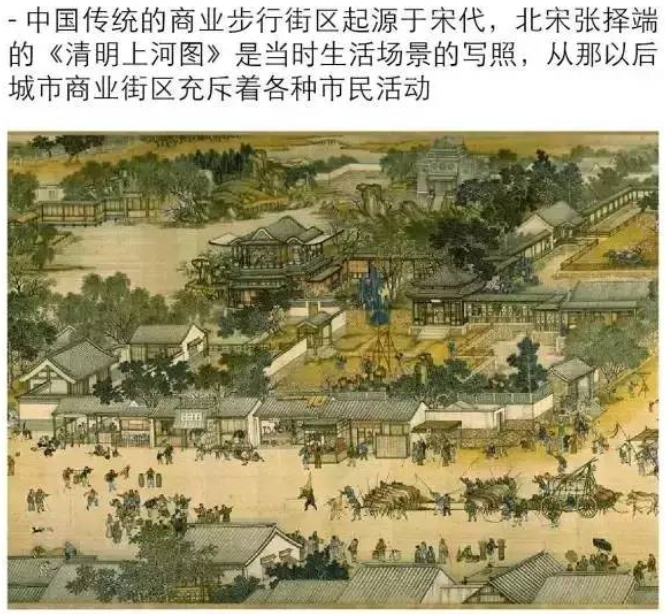 - 中国传统的商业步行街区起源于宋代，北宋张择端
的《清明上河图》是当时生活场景的写照，从那以后
城市商业街区充斥着各种市民活动